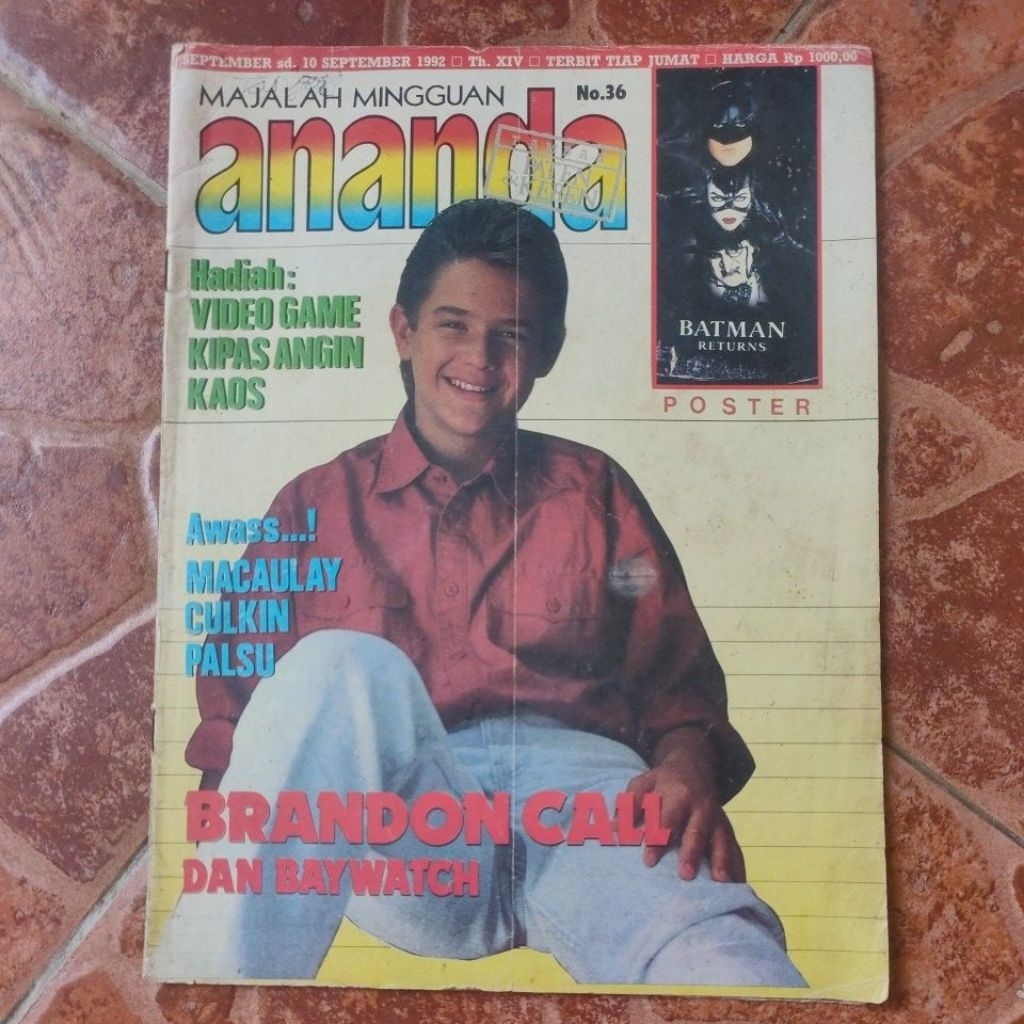 SEPTEMBER sd. 10 SEPTEMBER 1992 □ Th. XIV □ TERBIT TIAP JUMAT □ HARGA Rp 1000,00
MAJALAH MINGGUAN No.36
ananda
Hadiah:
VIDEO GAME
KIPAS ANGIN
KAOS
BATMAN
RETURNS
POSTER
Awass...!
MACAULAY
CULKIN
PALSU
BRANDON CALL
DAN BAYWATCH